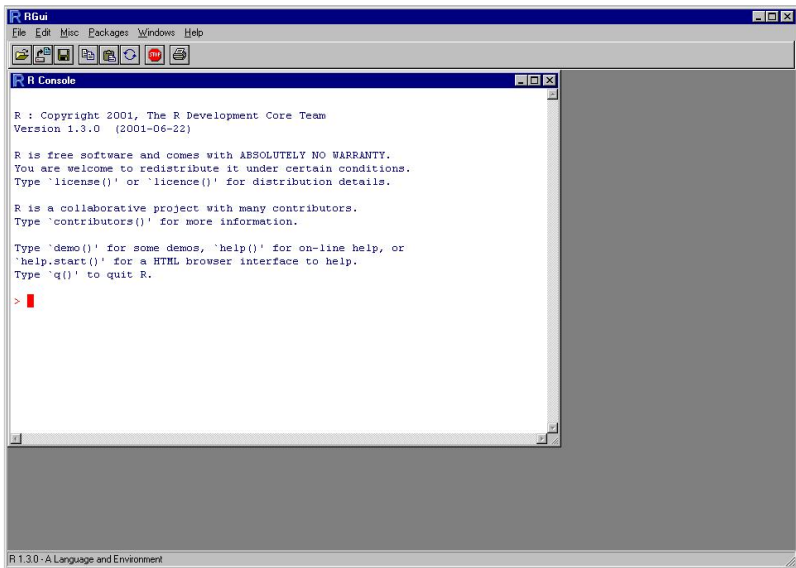 RGui
File Edit Misc Packages Windows Help
STOP
R Console
R : Copyright 2001, The R Development Core Team
Version 1.3.0  (2001-06-22)
R is free software and comes with ABSOLUTELY NO WARRANTY.
You are welcome to redistribute it under certain conditions.
Type `license()' or `licence()' for distribution details.
R is a collaborative project with many contributors.
Type `contributors()' for more information.
Type `demo()' for some demos, `help()' for on-line help, or
`help.start()' for a HTML browser interface to help.
Type `q()' to quit R.
>
R 1.3.0 - A Language and Environment